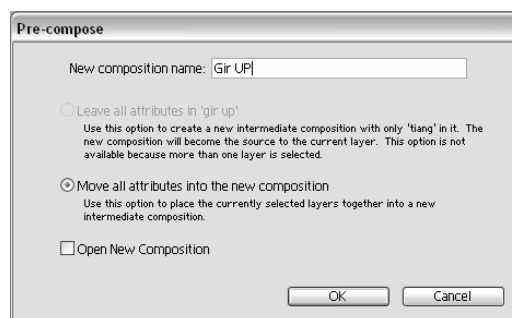 Pre-compose
New composition name: Gir UP
Leave all attributes in 'gir up'
Use this option to create a new intermediate composition with only 'tiang' in it. The
new composition will become the source to the current layer. This option is not
available because more than one layer is selected.
Move all attributes into the new composition
Use this option to place the currently selected layers together into a new
intermediate composition.
Open New Composition
OK Cancel